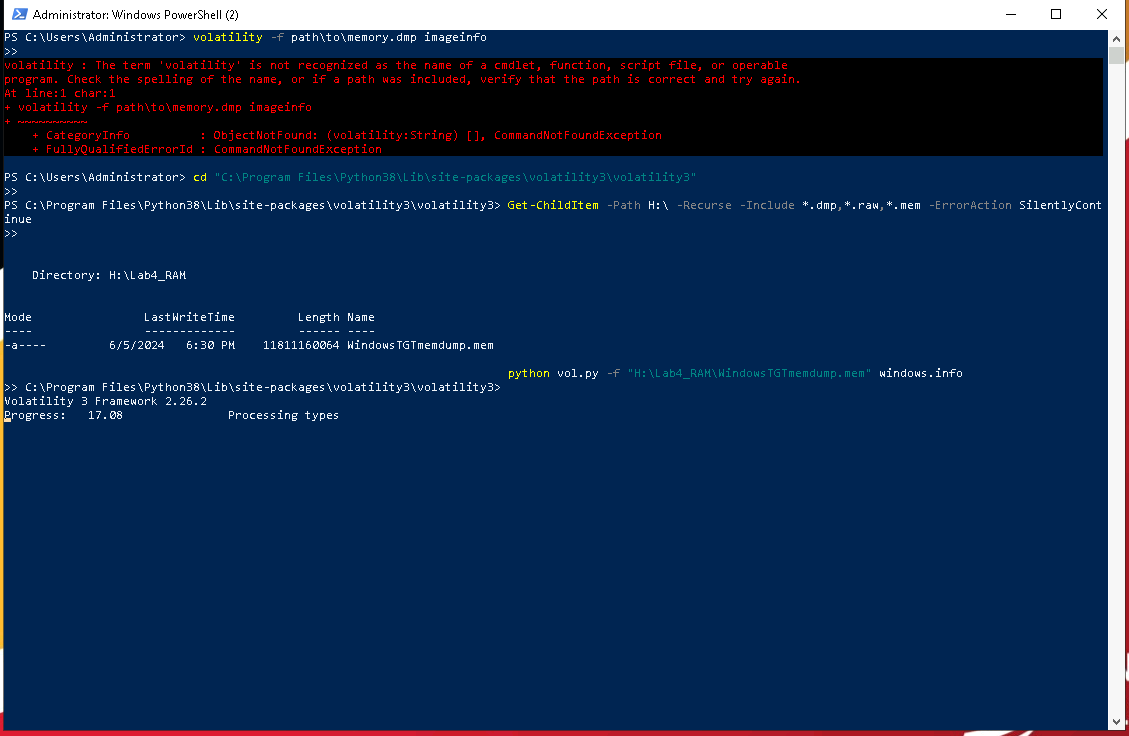 Administrator: Windows PowerShell (2)
PS C:\Users\Administrator> volatility -f path\to\memory.dmp imageinfo
>>
volatility : The term 'volatility' is not recognized as the name of a cmdlet, function, script file, or operable
program. Check the spelling of the name, or if a path was included, verify that the path is correct and try again.
At line:1 char:1
+ volatility -f path\to\memory.dmp imageinfo
+ ~~~~~~~~~~
    + CategoryInfo          : ObjectNotFound: (volatility:String) [], CommandNotFoundException
    + FullyQualifiedErrorId : CommandNotFoundException
PS C:\Users\Administrator> cd "C:\Program Files\Python38\Lib\site-packages\volatility3\volatility3"
>>
PS C:\Program Files\Python38\Lib\site-packages\volatility3\volatility3> Get-ChildItem -Path H:\ -Recurse -Include *.dmp,*.raw,*.mem -ErrorAction SilentlyCont
inue
>>
    Directory: H:\Lab4_RAM
Mode                LastWriteTime         Length Name
----                -------------         ------ ----
-a----         6/5/2024   6:30 PM    11811160064 WindowsTGTmemdump.mem
python vol.py -f "H:\Lab4_RAM\WindowsTGTmemdump.mem" windows.info
>> C:\Program Files\Python38\Lib\site-packages\volatility3\volatility3>
Volatility 3 Framework 2.26.2
Progress:   17.08               Processing types